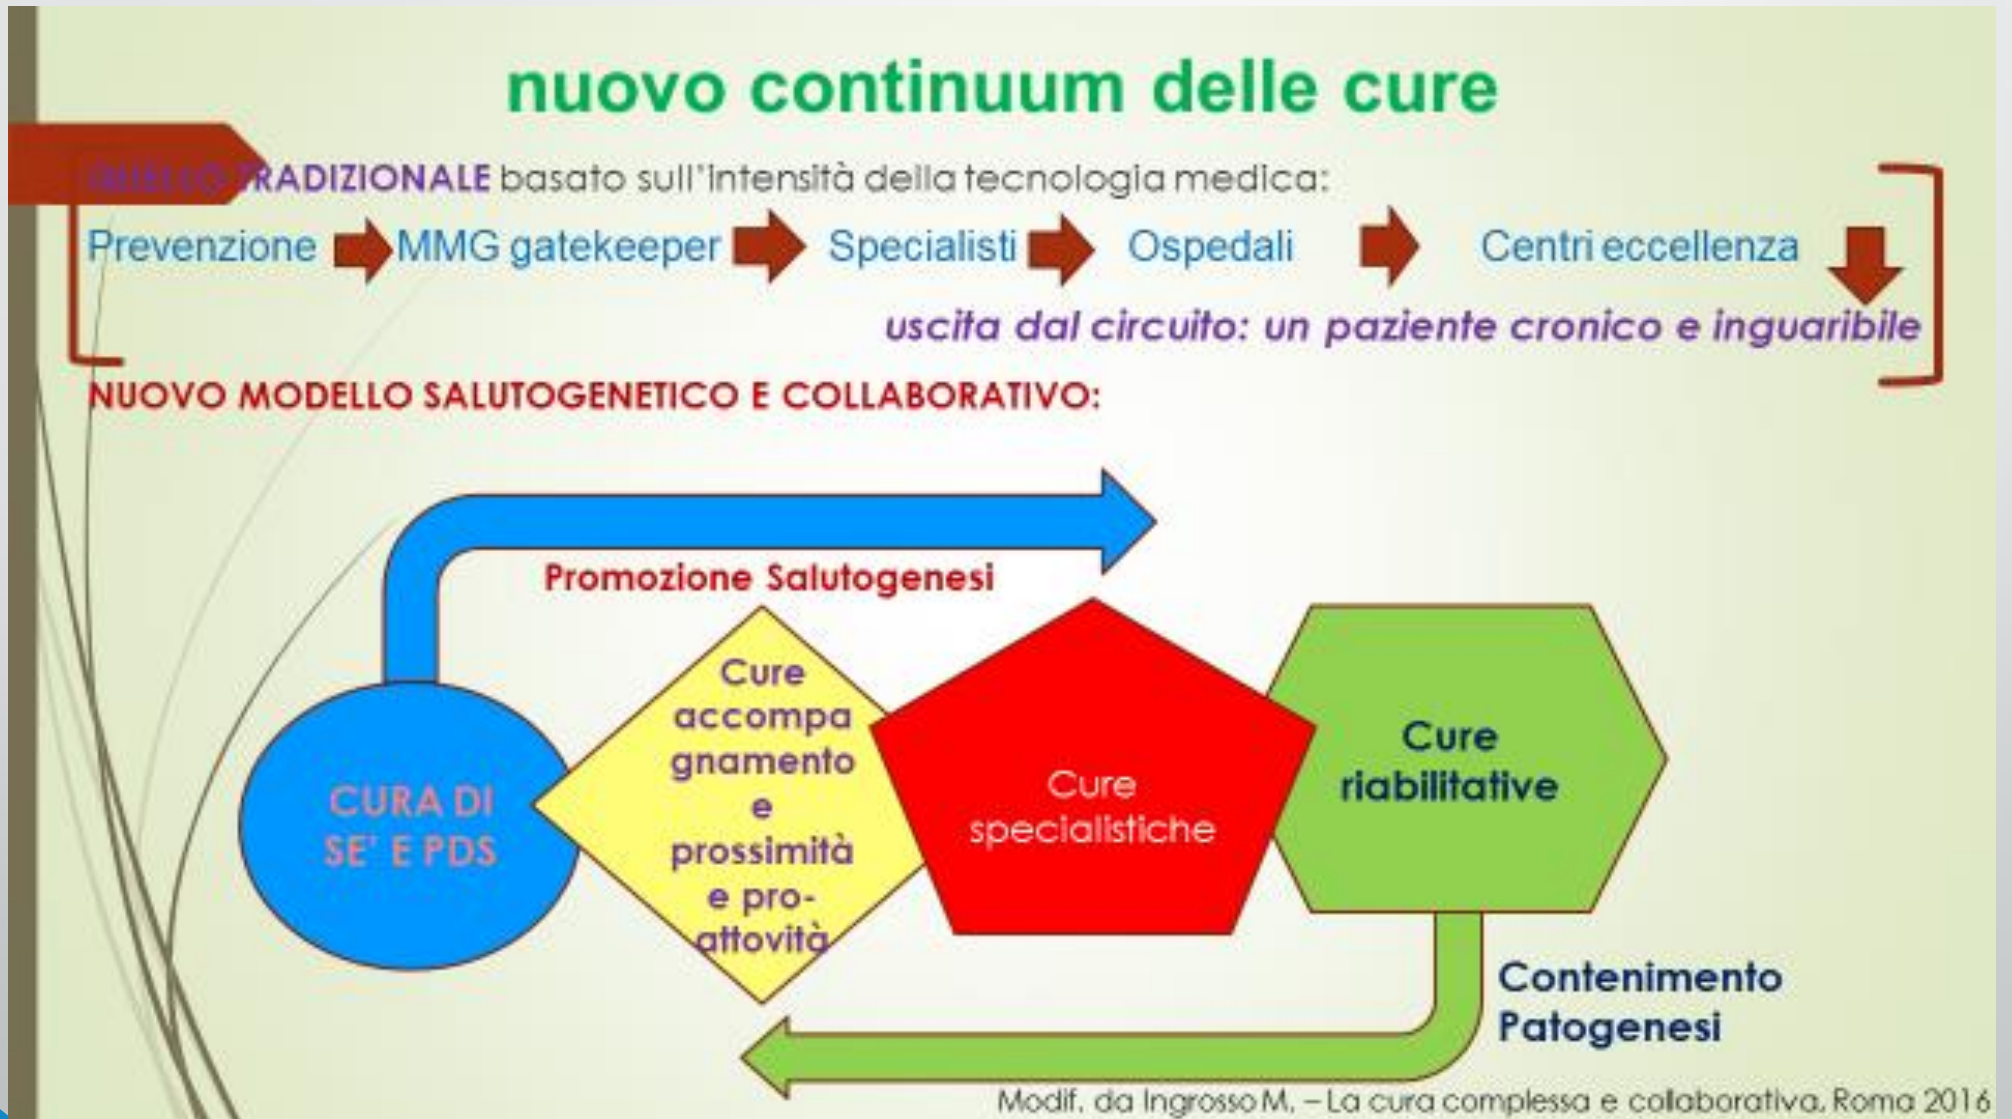 nuovo continuum delle cure
QUELLO TRADIZIONALE basato sull'intensità della tecnologia medica:
Prevenzione MMG gatekeeper Specialisti Ospedali Centri eccellenza
uscita dal circuito: un paziente cronico e inguaribile
NUOVO MODELLO SALUTOGENETICO E COLLABORATIVO:
Promozione Salutogenesi
CURA DI
SE' E PDS
Cure
accompa
gnamento
e
prossimità
e pro-
attovità
Cure
specialistiche
Cure
riabilitative
Contenimento
Patogenesi
Modif. da Ingrosso M. – La cura complessa e collaborativa. Roma 2016